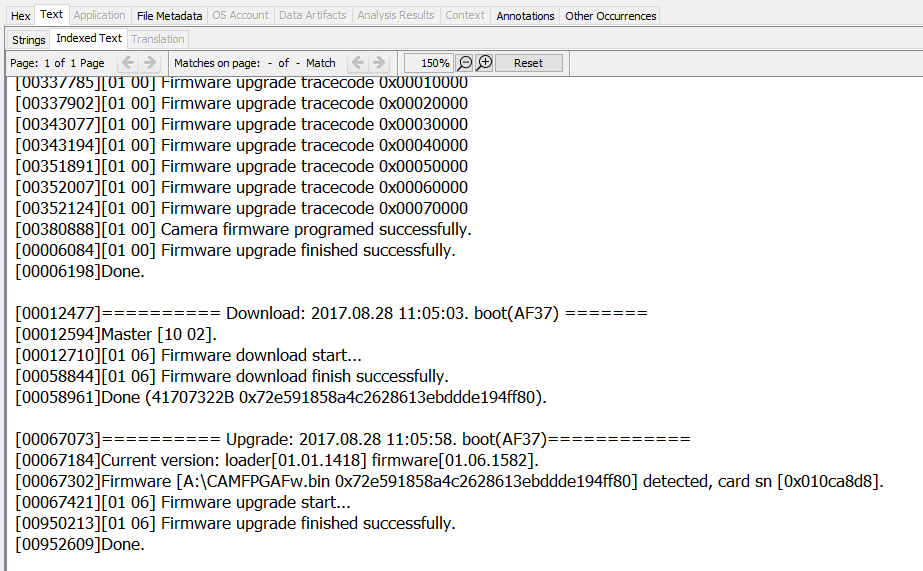 Hex Text Application File Metadata OS Account Data Artifacts Analysis Results Context Annotations Other Occurrences
Strings Indexed Text Translation
Page: 1 of 1 Page Matches on page: - of - Match 150% Reset
[00337785][01 00] Firmware upgrade tracecode 0x00010000
[00337902][01 00] Firmware upgrade tracecode 0x00020000
[00343077][01 00] Firmware upgrade tracecode 0x00030000
[00343194][01 00] Firmware upgrade tracecode 0x00040000
[00351891][01 00] Firmware upgrade tracecode 0x00050000
[00352007][01 00] Firmware upgrade tracecode 0x00060000
[00352124][01 00] Firmware upgrade tracecode 0x00070000
[00380888][01 00] Camera firmware programed successfully.
[00006084][01 00] Firmware upgrade finished successfully.
[00006198]Done.
[00012477]========== Download: 2017.08.28 11:05:03. boot(AF37) =======
[00012594]Master [10 02].
[00012710][01 06] Firmware download start...
[00058844][01 06] Firmware download finish successfully.
[00058961]Done (41707322B 0x72e591858a4c2628613ebddde194ff80).
[00067073]========== Upgrade: 2017.08.28 11:05:58. boot(AF37)============
[00067184]Current version: loader[01.01.1418] firmware[01.06.1582].
[00067302]Firmware [A:\CAMFPGAFw.bin 0x72e591858a4c2628613ebddde194ff80] detected, card sn [0x010ca8d8].
[00067421][01 06] Firmware upgrade start...
[00950213][01 06] Firmware upgrade finished successfully.
[00952609]Done.